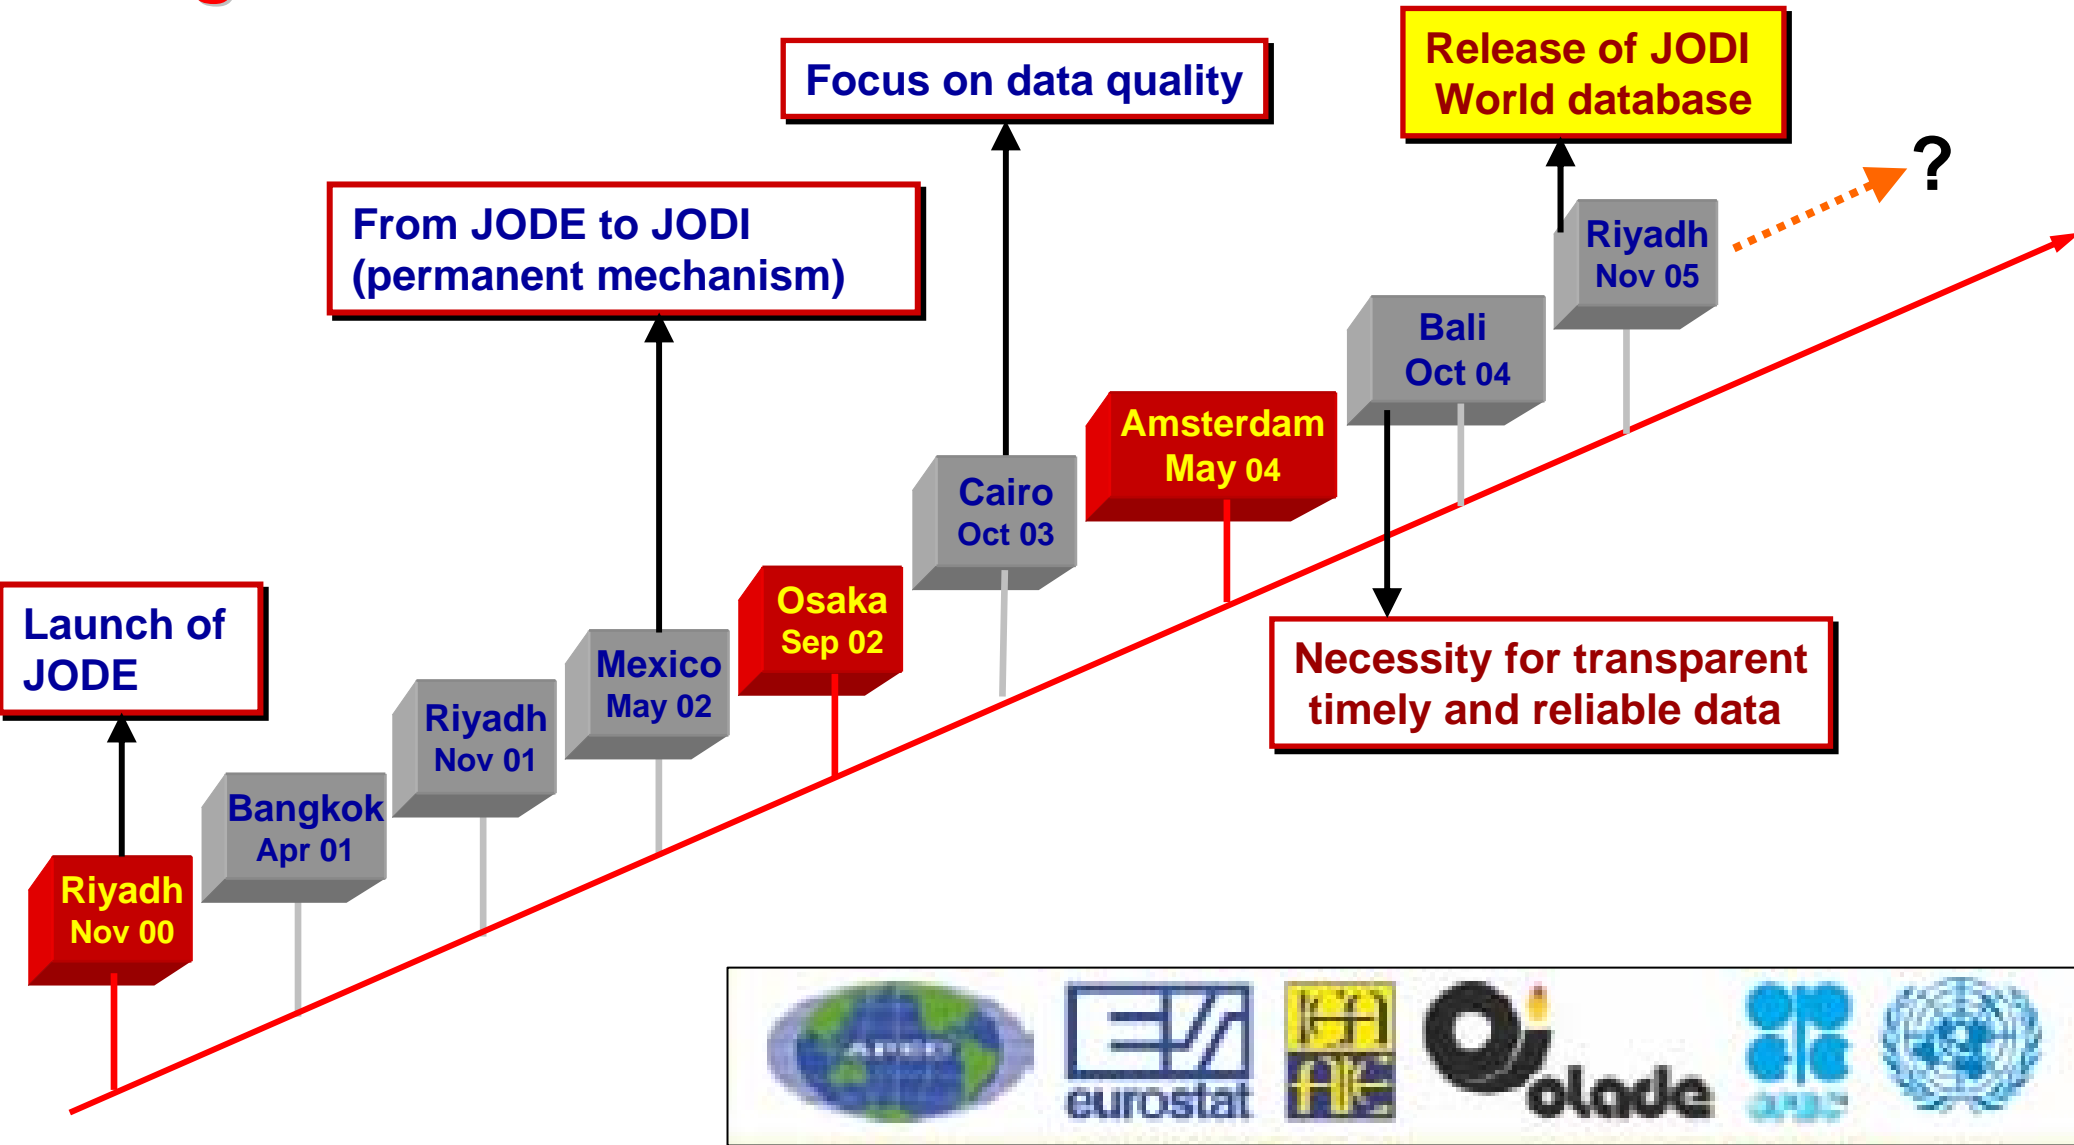 Release of JODI
World database
Focus on data quality
?
From JODE to JODI
(permanent mechanism)
Riyadh
Nov 05
Bali
Oct 04
Amsterdam
May 04
Cairo
Oct 03
Osaka
Sep 02
Launch of
JODE
Necessity for transparent
timely and reliable data
Mexico
May 02
Riyadh
Nov 01
Bangkok
Apr 01
Riyadh
Nov 00
APEC
eurostat
olade
OPEC